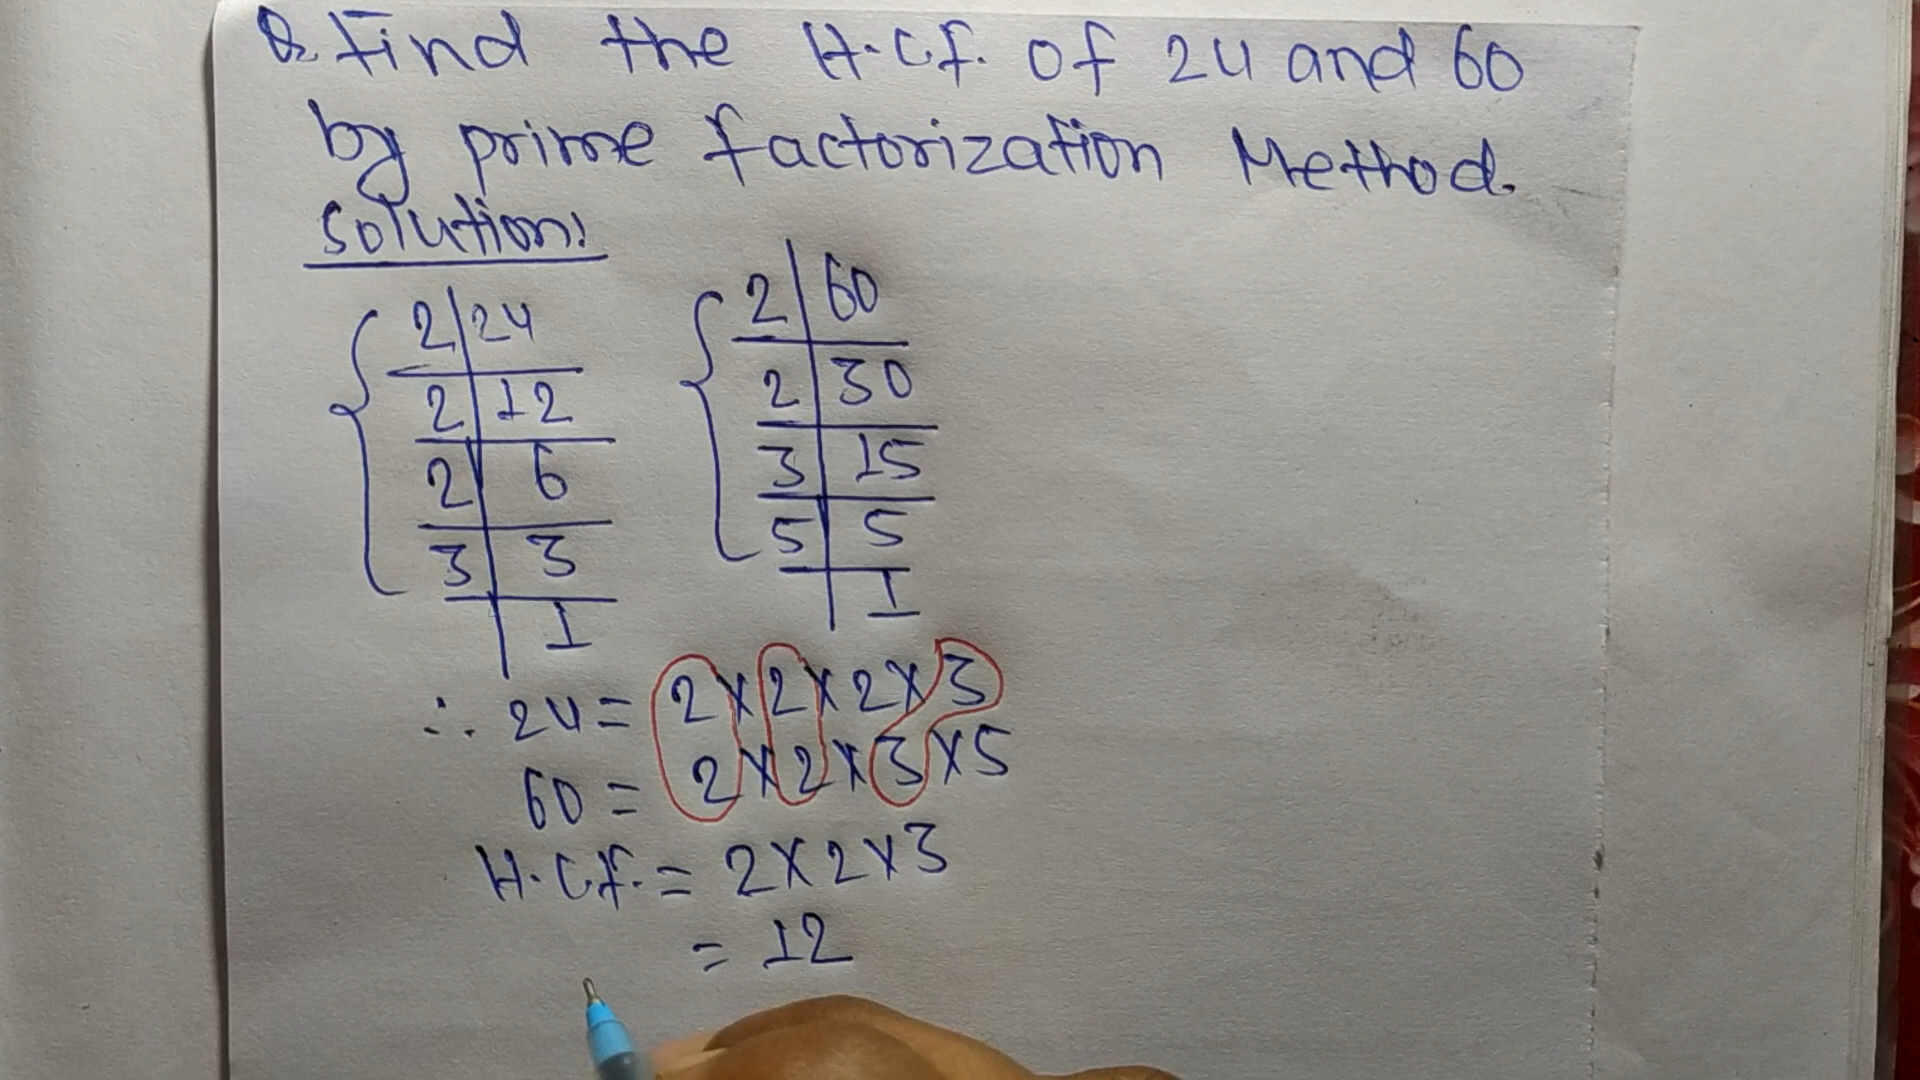 Q. Find the H.C.F. of 24 and 60
by prime factorization Method.
Solution:
2 | 24
2 | 12
2 | 6
3 | 3
| 1
2 | 60
2 | 30
3 | 15
5 | 5
| 1
∴ 24 = 2×2×2×3
60 = 2×2×3×5
H.C.F. = 2×2×3
= 12